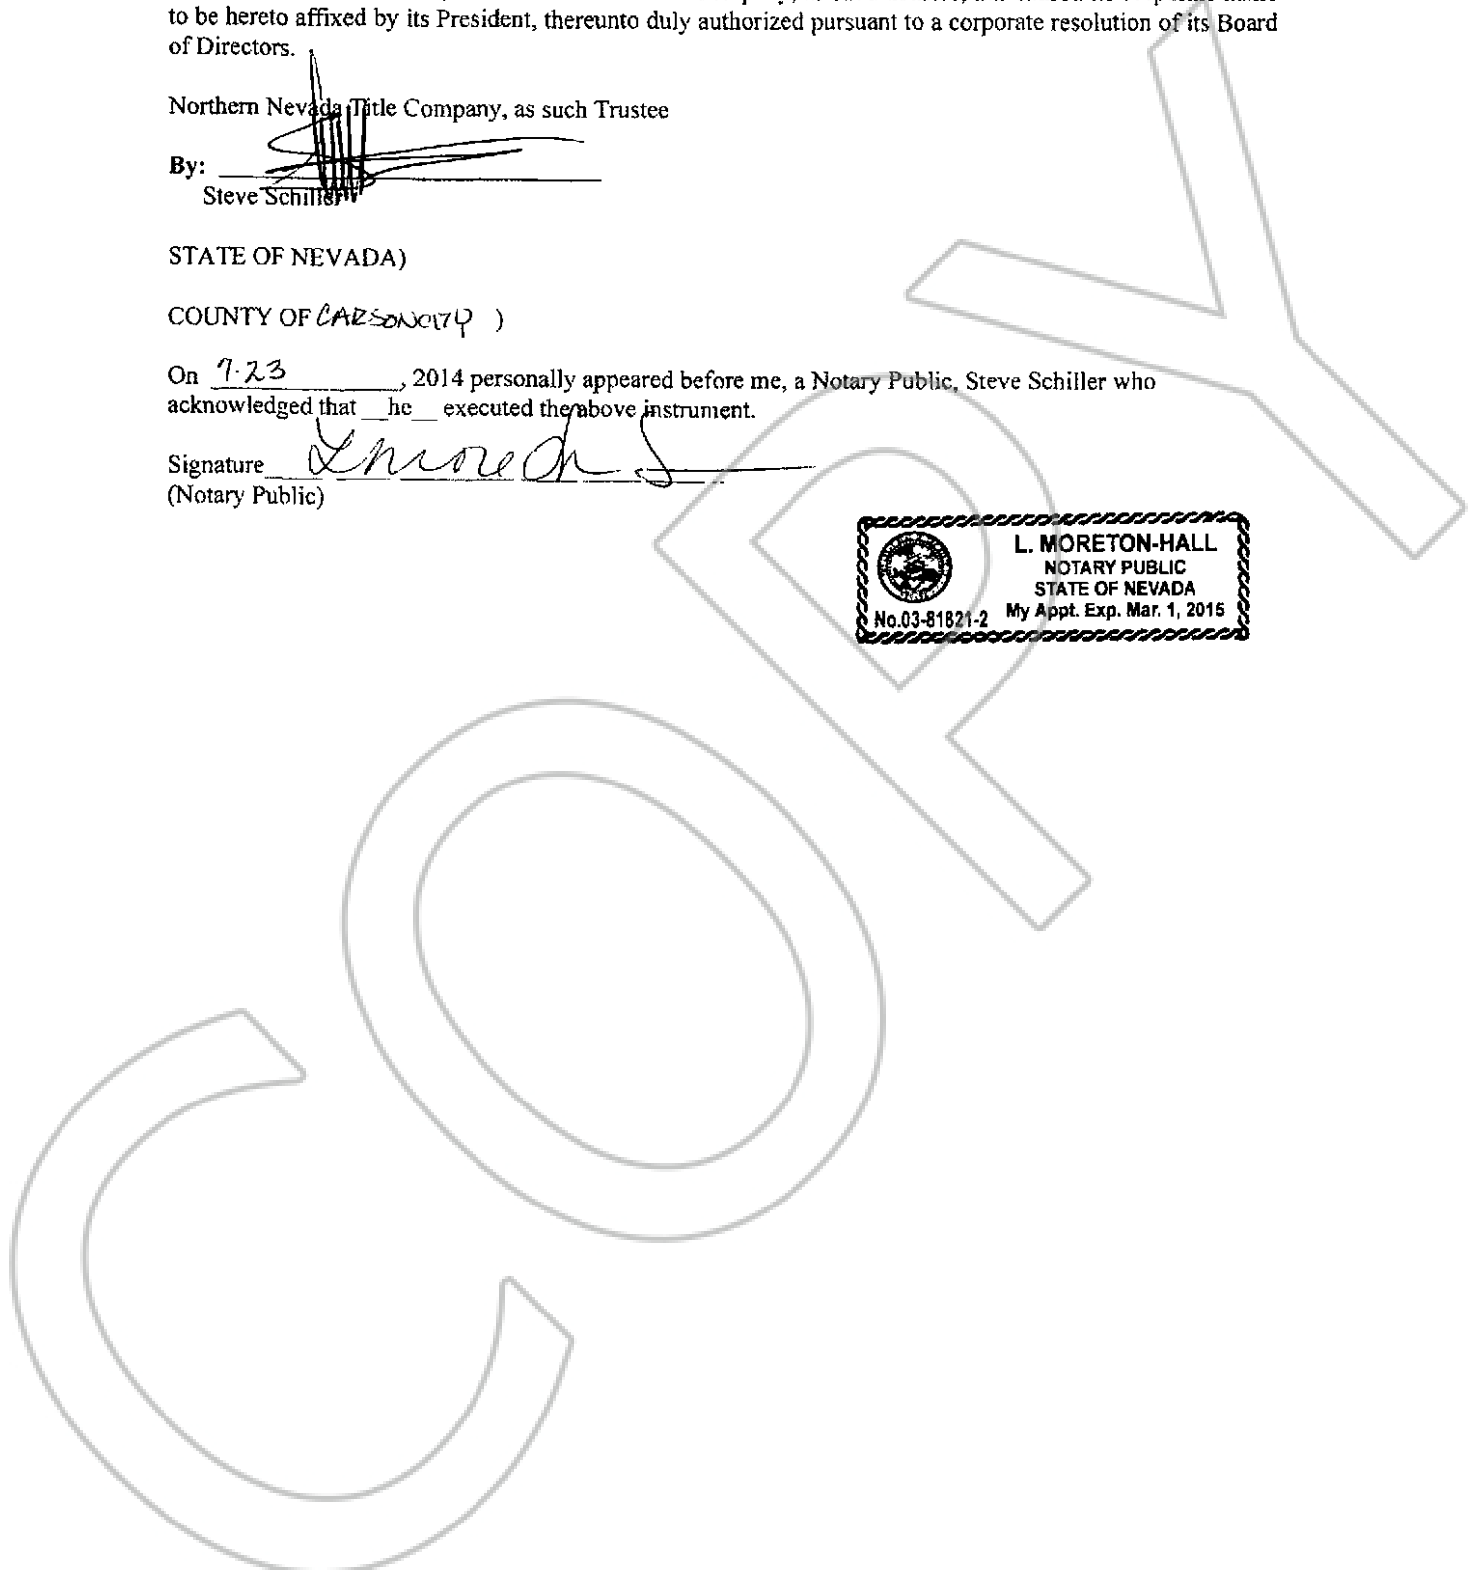 to be hereto affixed by its President, thereunto duly authorized pursuant to a corporate resolution of its Board
of Directors.
Northern Nevada Title Company, as such Trustee
By:
Steve Schiller
STATE OF NEVADA)
COUNTY OF CARSON CITY )
On 9.23 , 2014 personally appeared before me, a Notary Public, Steve Schiller who
acknowledged that __he__ executed the above instrument.
Signature
(Notary Public)
L. MORETON-HALL
NOTARY PUBLIC
STATE OF NEVADA
No.03-81821-2 My Appt. Exp. Mar. 1, 2015
COPY